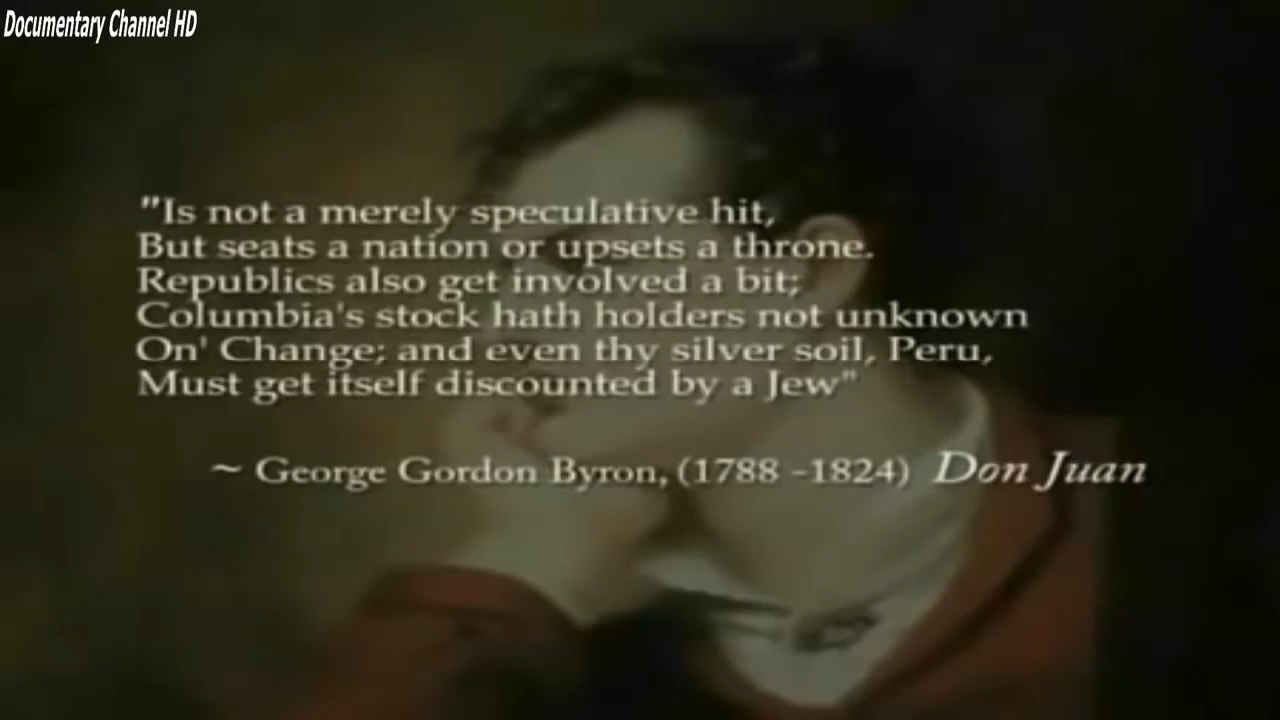 Documentary Channel HD
"Is not a merely speculative hit,
But seats a nation or upsets a throne.
Republics also get involved a bit;
Columbia's stock hath holders not unknown
On' Change; and even thy silver soil, Peru,
Must get itself discounted by a Jew"
~ George Gordon Byron, (1788 -1824) Don Juan